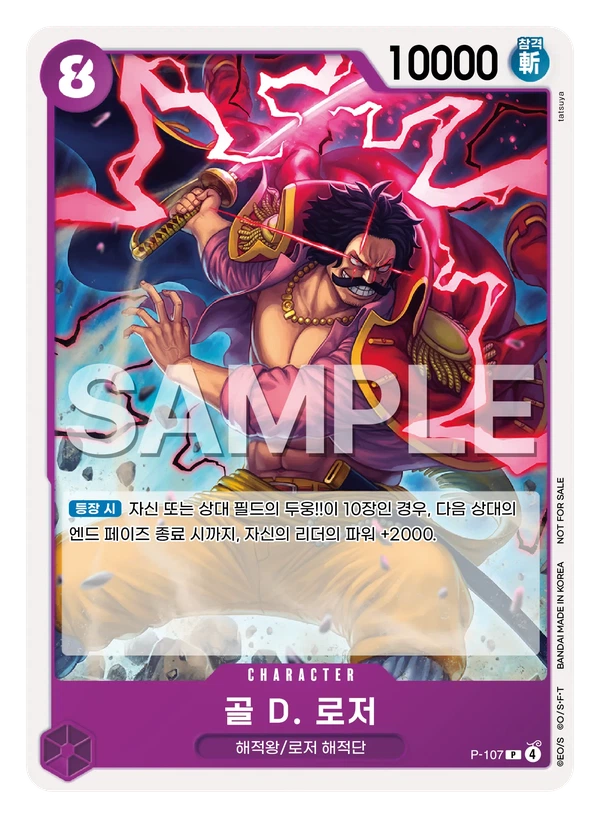 8
10000
참격
斬
tatsuya
SAMPLE
등장 시 자신 또는 상대 필드의 두웅!!이 10장인 경우, 다음 상대의
엔드 페이즈 종료 시까지, 자신의 리더의 파워 +2000.
CHARACTER
골 D. 로저
해적왕/로저 해적단
P-107 P 4
©EO/S ©O/S·F·T BANDAI MADE IN KOREA NOT FOR SALE